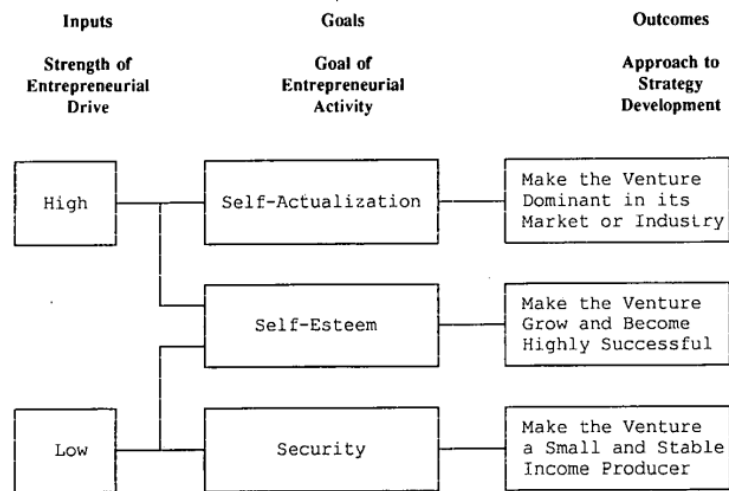 Inputs
Goals
Outcomes
Strength of
Entrepreneurial
Drive
Goal of
Entrepreneurial
Activity
Approach to
Strategy
Development
High
Self-Actualization
Make the Venture
Dominant in its
Market or Industry
Self-Esteem
Make the Venture
Grow and Become
Highly Successful
Low
Security
Make the Venture
a Small and Stable
Income Producer